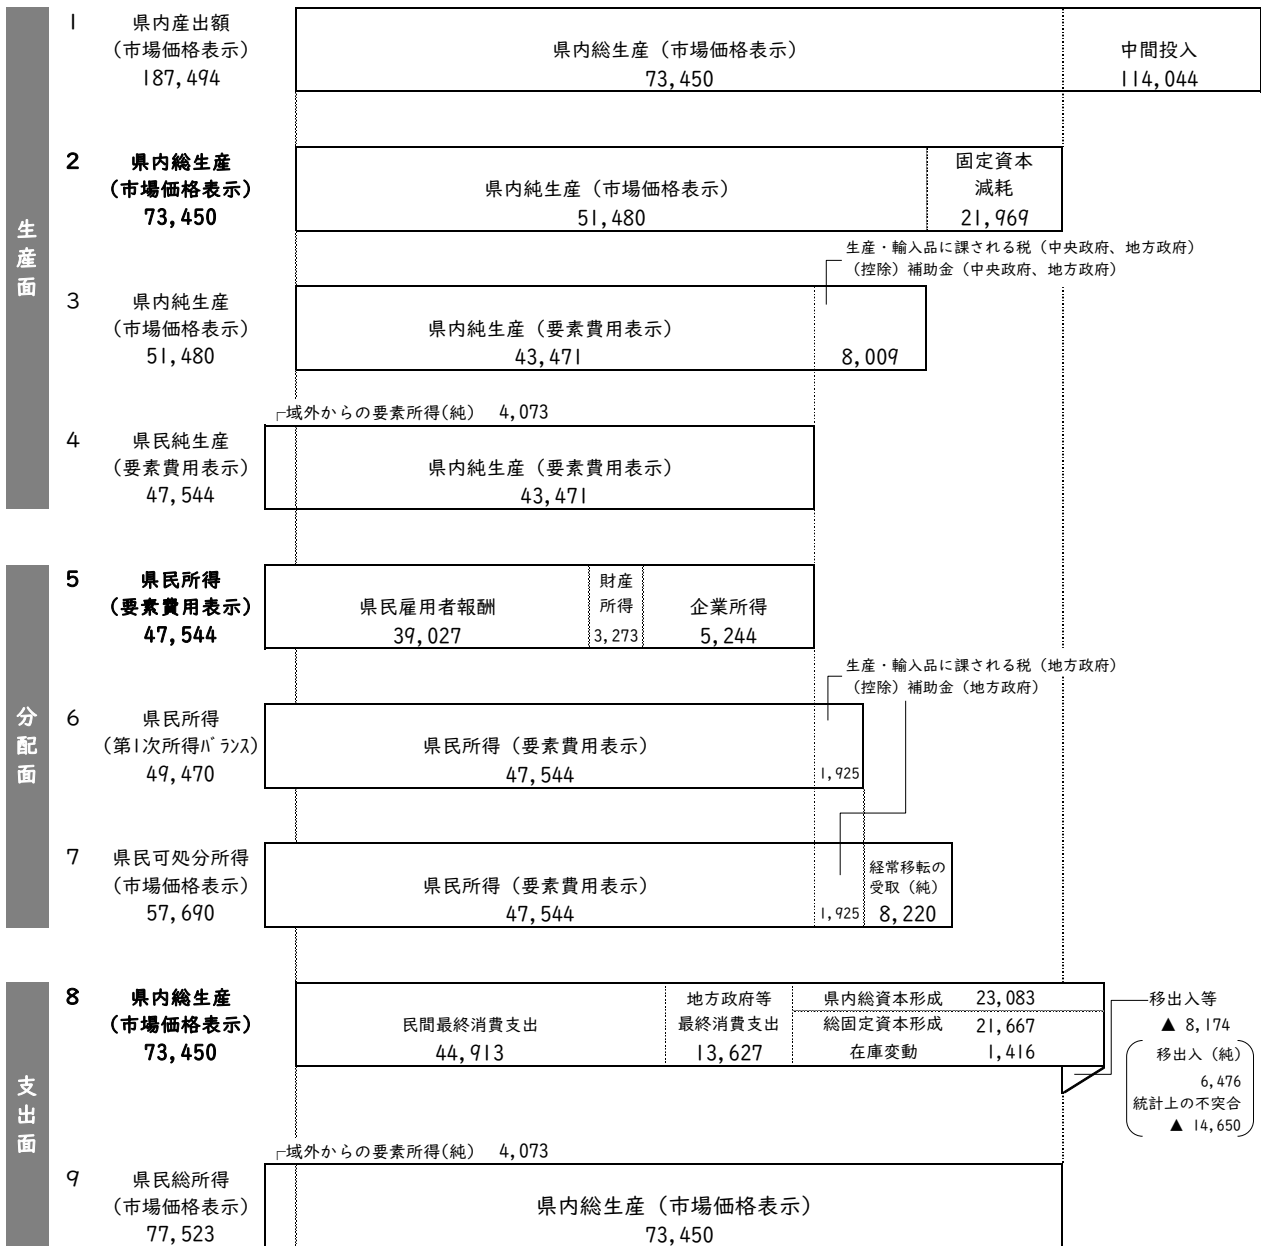 生産面
1 県内産出額
(市場価格表示)
187,494
県内総生産（市場価格表示）
73,450
中間投入
114,044
2 県内総生産
(市場価格表示)
73,450
県内純生産（市場価格表示）
51,480
固定資本
減耗
21,969
生産・輸入品に課される税（中央政府、地方政府）
（控除）補助金（中央政府、地方政府）
3 県内純生産
(市場価格表示)
51,480
県内純生産（要素費用表示）
43,471
8,009
┌域外からの要素所得(純) 4,073
4 県民純生産
(要素費用表示)
47,544
県内純生産（要素費用表示）
43,471
分配面
5 県民所得
(要素費用表示)
47,544
県民雇用者報酬
39,027
財産
所得
3,273
企業所得
5,244
生産・輸入品に課される税（地方政府）
（控除）補助金（地方政府）
6 県民所得
(第1次所得ﾊﾞﾗﾝｽ)
49,470
県民所得（要素費用表示）
47,544
1,925
7 県民可処分所得
(市場価格表示)
57,690
県民所得（要素費用表示）
47,544
1,925
経常移転の
受取（純）
8,220
支出面
8 県内総生産
(市場価格表示)
73,450
民間最終消費支出
44,913
地方政府等
最終消費支出
13,627
県内総資本形成 23,083
総固定資本形成 21,667
在庫変動 1,416
移出入等
▲ 8,174
移出入（純）
6,476
統計上の不突合
▲ 14,650
┌域外からの要素所得(純) 4,073
9 県民総所得
(市場価格表示)
77,523
県内総生産（市場価格表示）
73,450